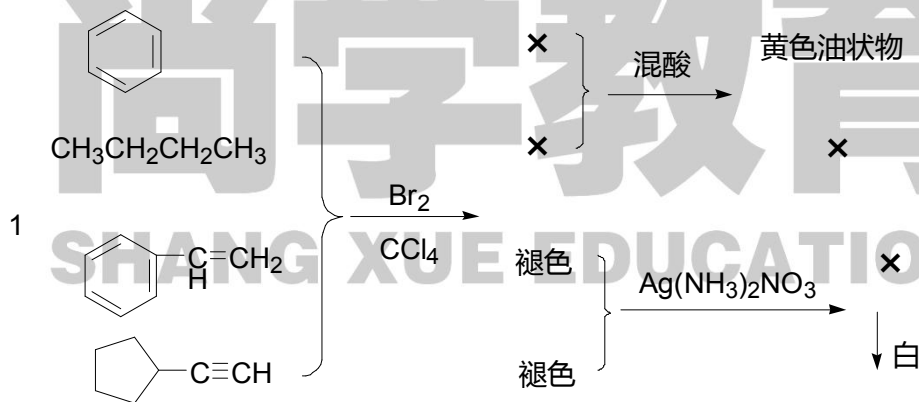 尚学教育
SHANG XUE EDUCATIO
× 混酸 黄色油状物
CH3CH2CH2CH3 × ×
Br2
1
CCl4
C=CH2
H
褪色 Ag(NH3)2NO3 ×
C≡CH 褪色 ↓ 白